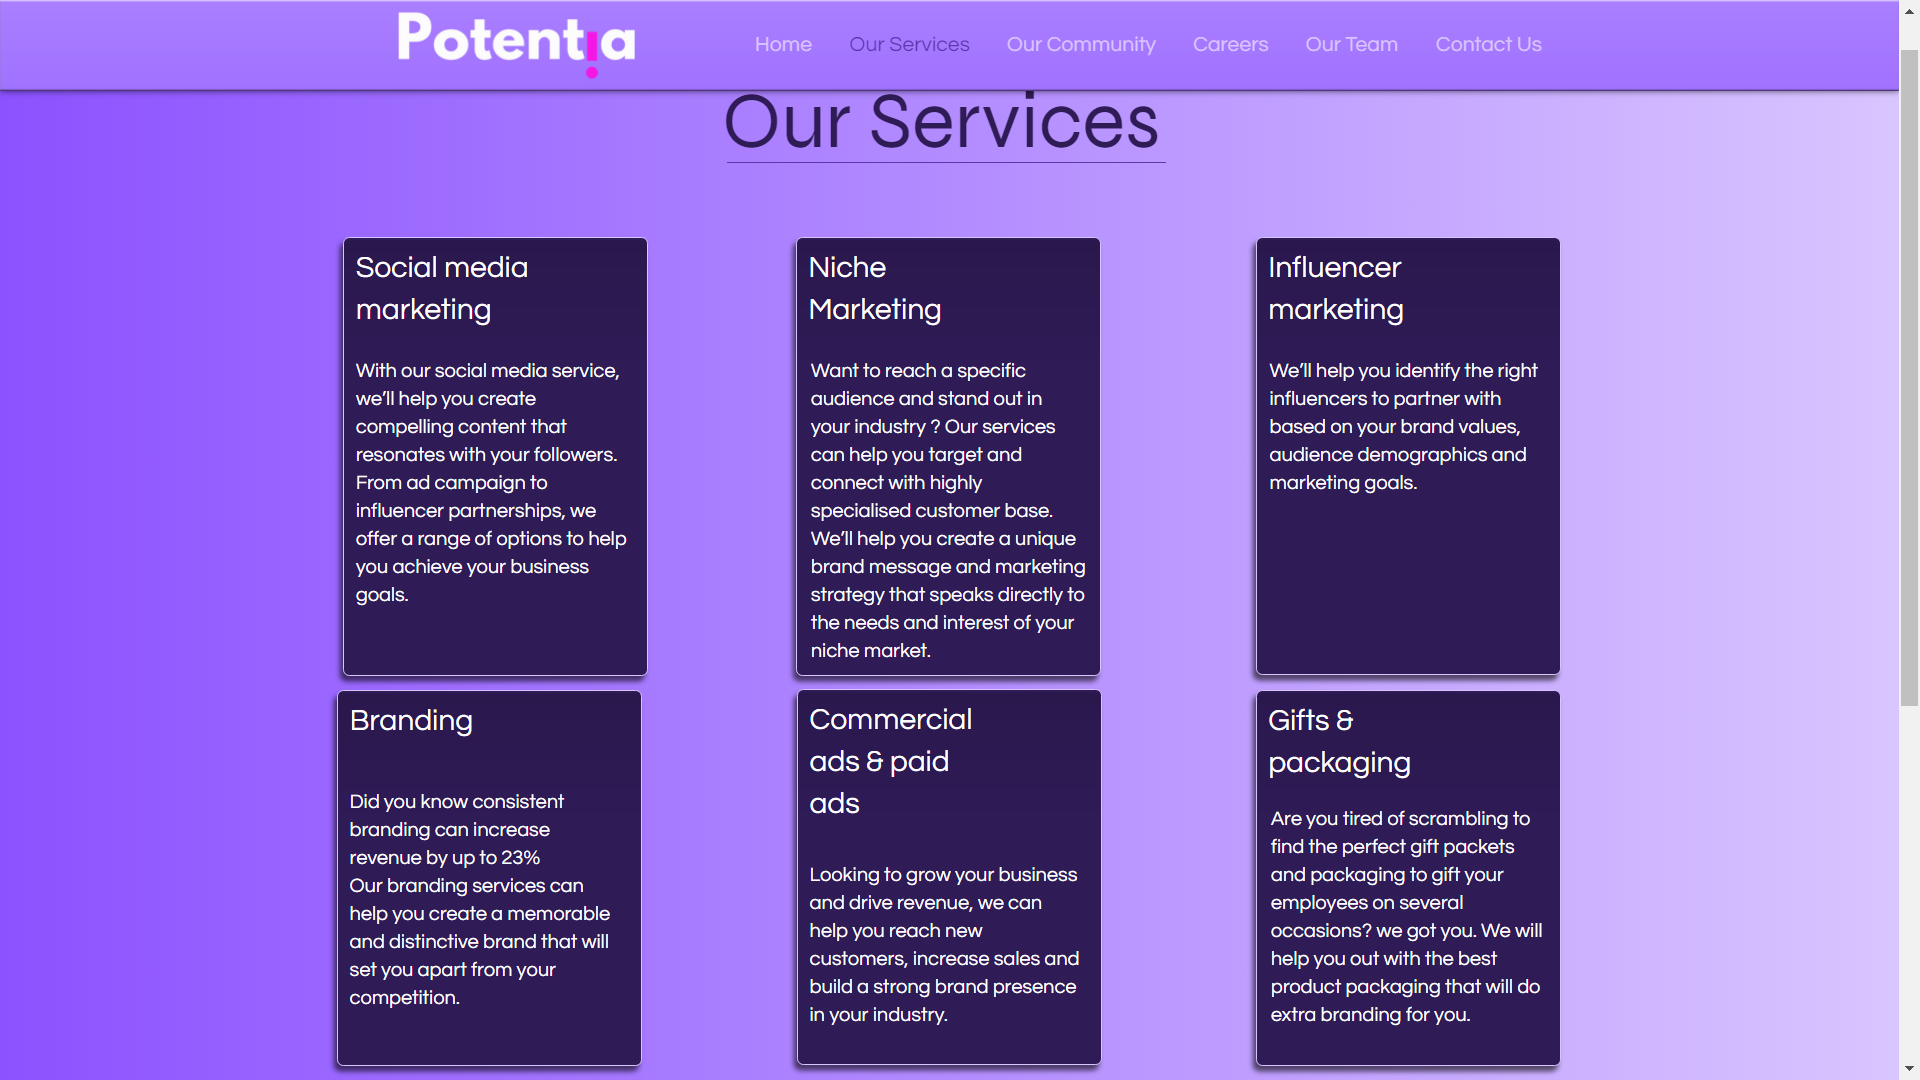 Potentia
Home
Our Services
Our Community
Careers
Our Team
Contact Us
Our Services
Social media
marketing
With our social media service,
we’ll help you create
compelling content that
resonates with your followers.
From ad campaign to
influencer partnerships, we
offer a range of options to help
you achieve your business
goals.
Niche
Marketing
Want to reach a specific
audience and stand out in
your industry ? Our services
can help you target and
connect with highly
specialised customer base.
We’ll help you create a unique
brand message and marketing
strategy that speaks directly to
the needs and interest of your
niche market.
Influencer
marketing
We’ll help you identify the right
influencers to partner with
based on your brand values,
audience demographics and
marketing goals.
Branding
Did you know consistent
branding can increase
revenue by up to 23%
Our branding services can
help you create a memorable
and distinctive brand that will
set you apart from your
competition.
Commercial
ads & paid
ads
Looking to grow your business
and drive revenue, we can
help you reach new
customers, increase sales and
build a strong brand presence
in your industry.
Gifts &
packaging
Are you tired of scrambling to
find the perfect gift packets
and packaging to gift your
employees on several
occasions? we got you. We will
help you out with the best
product packaging that will do
extra branding for you.